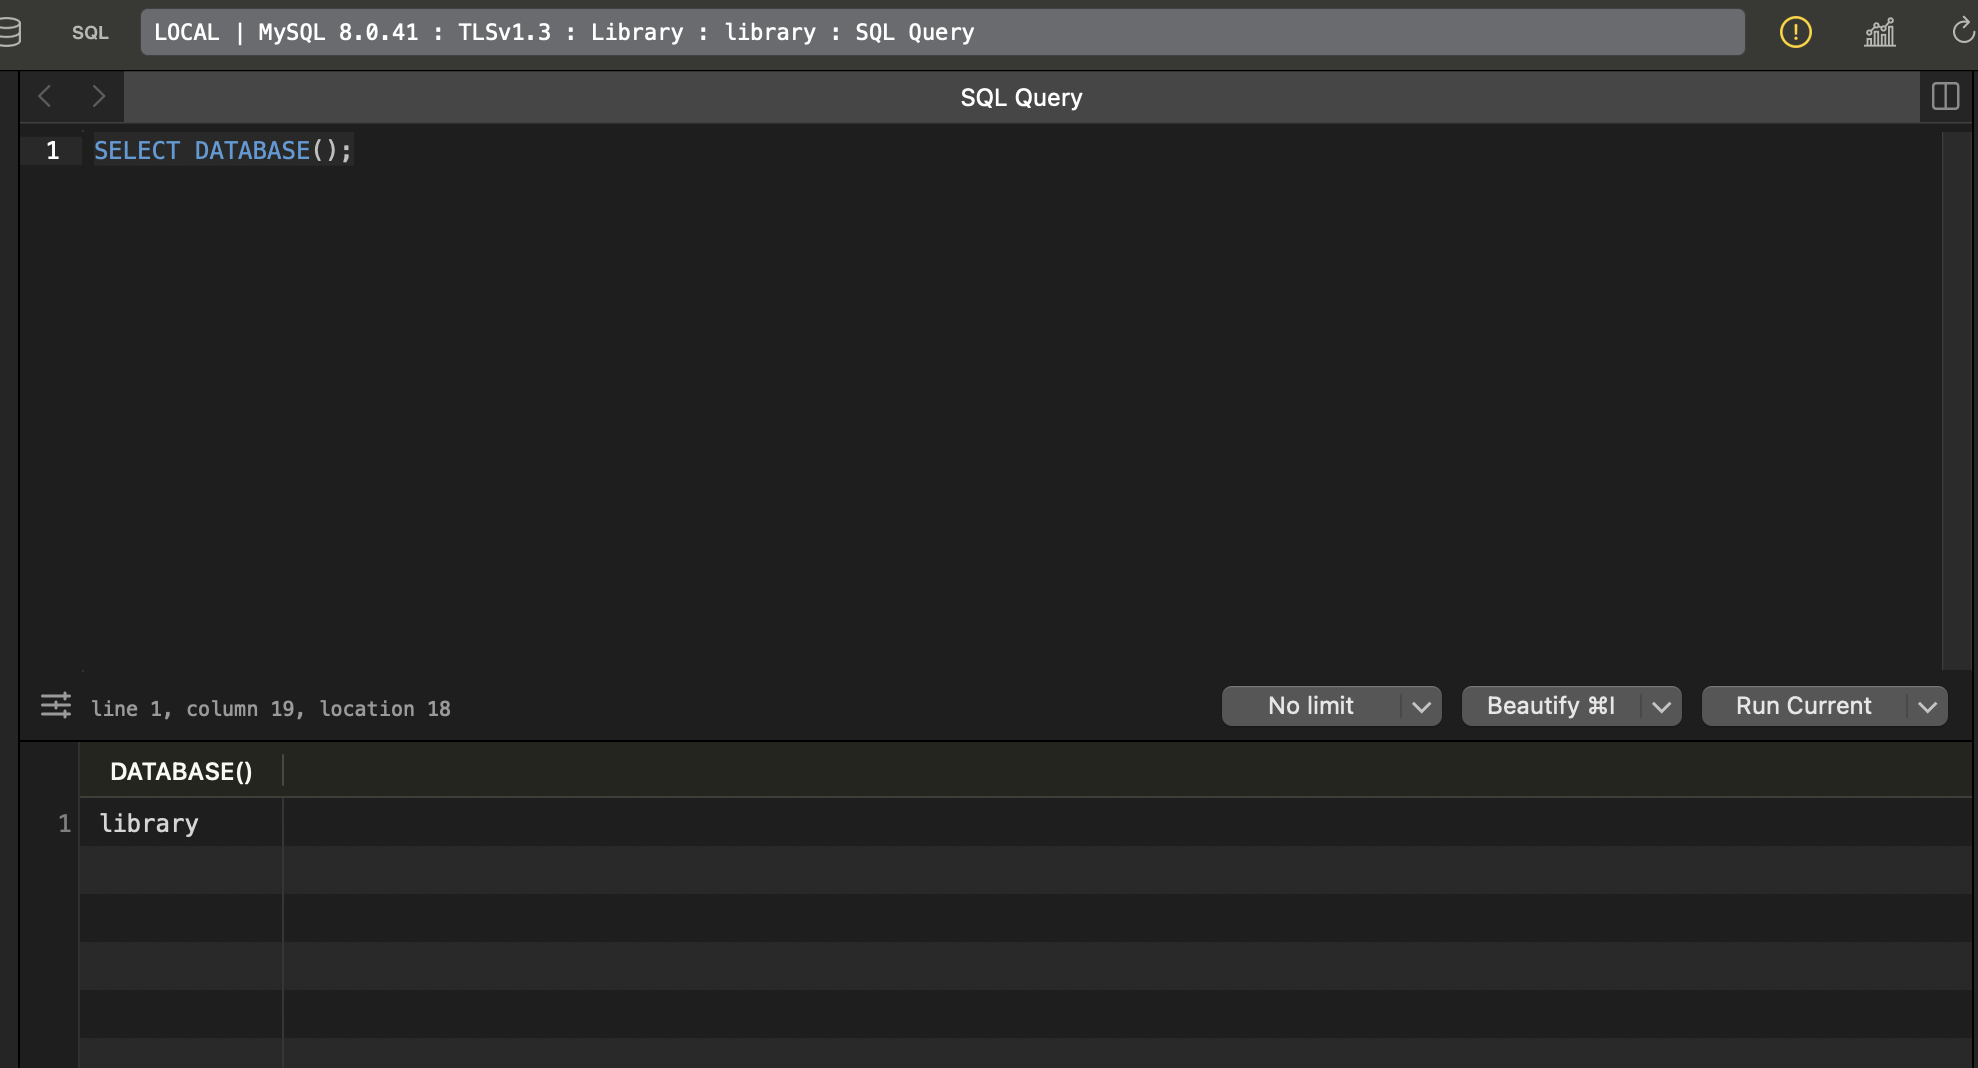 SQL
LOCAL | MySQL 8.0.41 : TLSv1.3 : Library : library : SQL Query
SQL Query
1 SELECT DATABASE();
line 1, column 19, location 18
No limit
Beautify ⌘I
Run Current
DATABASE()
1 library